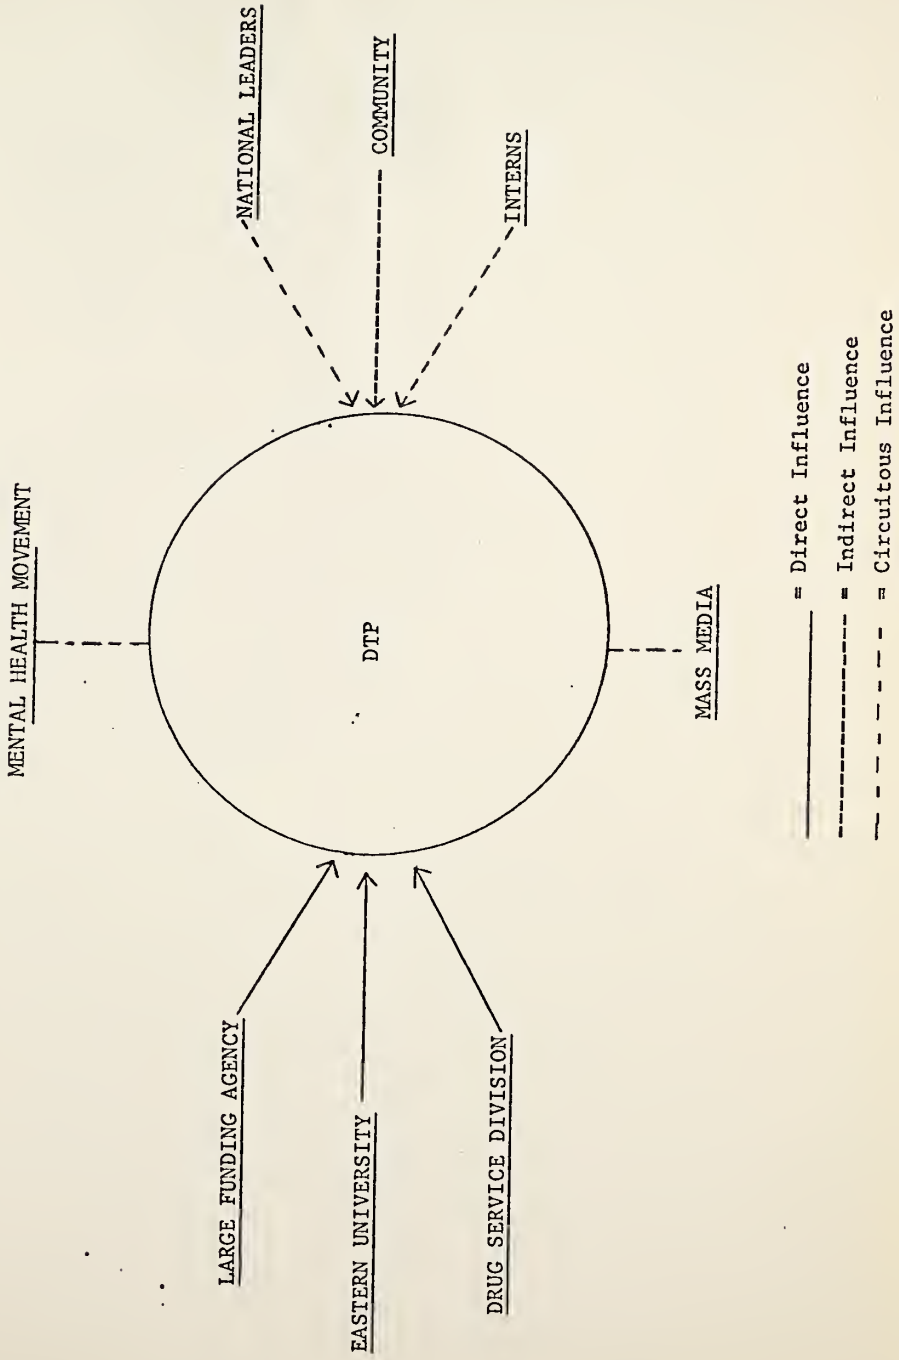 MENTAL HEALTH MOVEMENT
LARGE FUNDING AGENCY
NATIONAL LEADERS
EASTERN UNIVERSITY
DTP
COMMUNITY
DRUG SERVICE DIVISION
INTERNS
MASS MEDIA
= Direct Influence
= Indirect Influence
= Circuitous Influence